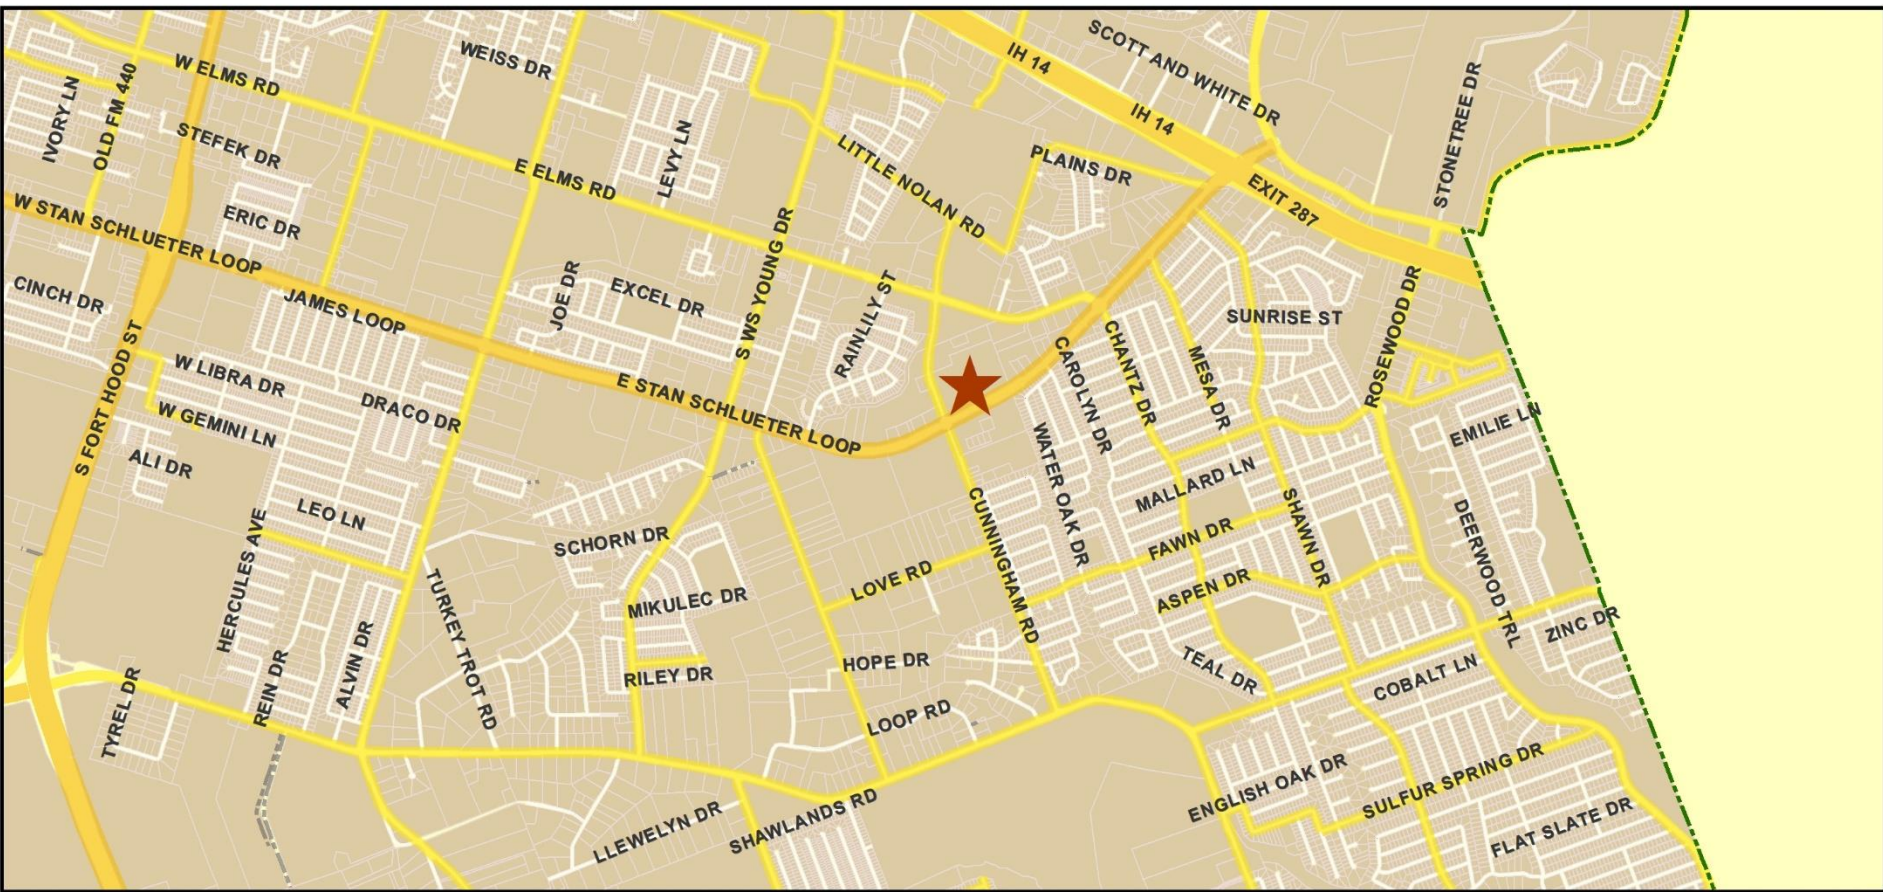 SCOTT AND WHITE DR
IH 14
WEISS DR
W ELMS RD
IVORY LN
OLD FM 440
STONETREE DR
IH 14
STEFEK DR
LEVY LN
LITTLE NOLAN RD
PLAINS DR
E ELMS RD
EXIT 287
W STAN SCHLUETER LOOP
ERIC DR
S WS YOUNG DR
CINCH DR
JAMES LOOP
JOE DR
EXCEL DR
RAINLILY ST
SUNRISE ST
ROSEWOOD DR
S FORT HOOD ST
W LIBRA DR
CAROLYN DR
CHANTZ DR
MESA DR
E STAN SCHLUETER LOOP
DRACO DR
W GEMINI LN
EMILIE LN
ALI DR
WATER OAK DR
MALLARD LN
LEO LN
HERCULES AVE
SCHORN DR
CUNNINGHAM RD
FAWN DR
SHAWN DR
DEERWOOD TRL
TURKEY TROT RD
LOVE RD
MIKULEC DR
ASPEN DR
ZINC DR
REIN DR
ALVIN DR
RILEY DR
HOPE DR
TEAL DR
COBALT LN
TYREL DR
LOOP RD
ENGLISH OAK DR
SULFUR SPRING DR
LLEWELYN DR
SHAWLANDS RD
FLAT SLATE DR